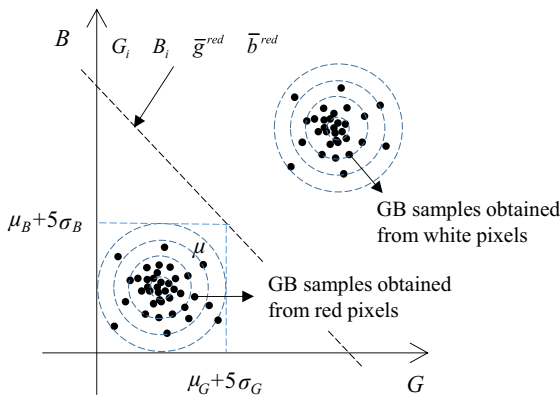 B
G_i B_i g̅^red b̅^red
GB samples obtained
from white pixels
μ_B+5σ_B
μ
GB samples obtained
from red pixels
μ_G+5σ_G
G